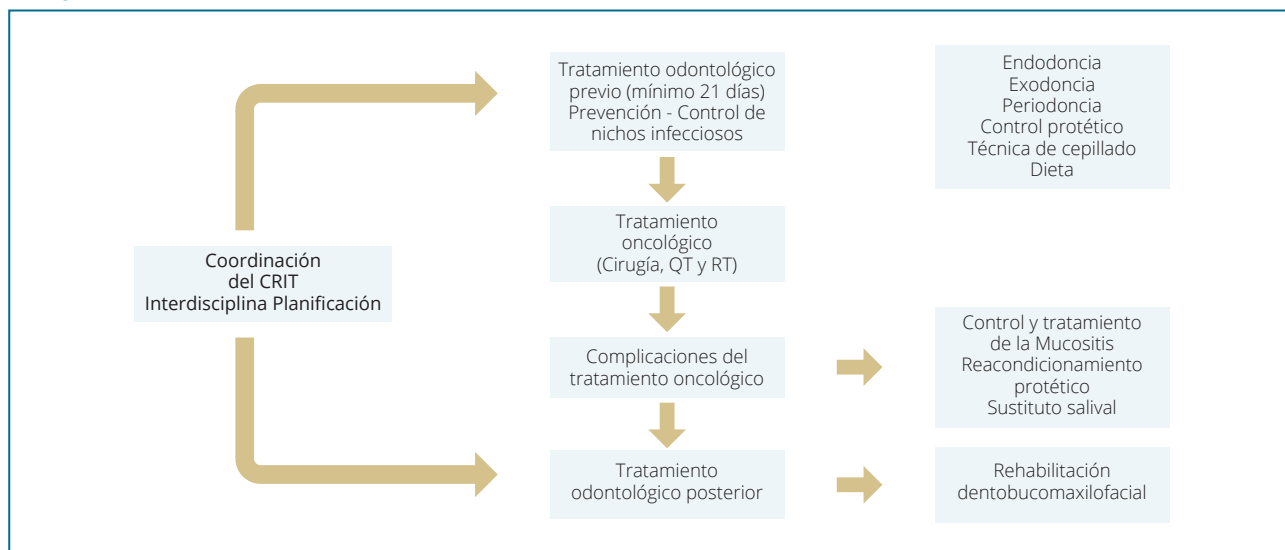 Tratamiento odontológico
previo (mínimo 21 días)
Prevención - Control de
nichos infecciosos
Endodoncia
Exodoncia
Periodoncia
Control protético
Técnica de cepillado
Dieta
Tratamiento
oncológico
(Cirugía, QT y RT)
Coordinación
del CRIT
Interdisciplina Planificación
Complicaciones del
tratamiento oncológico
Control y tratamiento
de la Mucositis
Reacondicionamiento
protético
Sustituto salival
Tratamiento
odontológico posterior
Rehabilitación
dentobucomaxilofacial